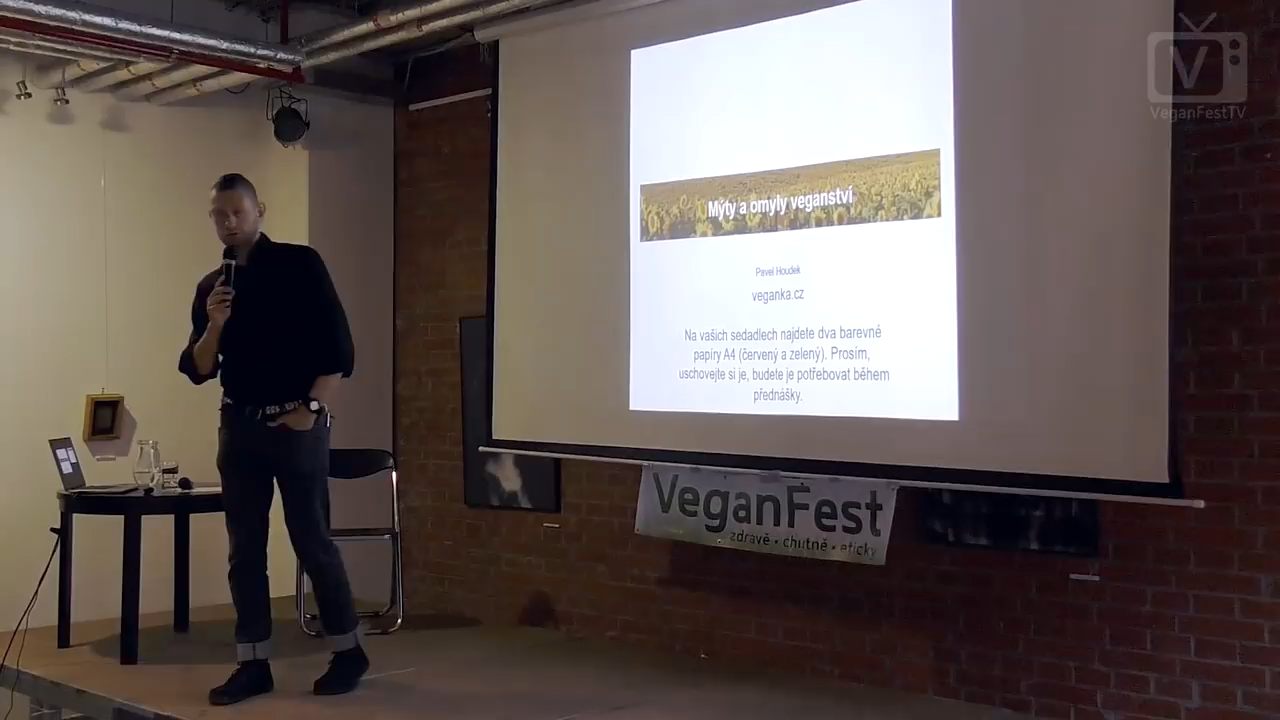 VeganFestTV
Mýty a omyly veganství
Pavel Houdek
veganka.cz
Na vašich sedadlech najdete dva barevné
papíry A4 (červený a zelený). Prosím,
uschovejte si je, budete je potřebovat během
přednášky.
VeganFest
zdravě • chutně • eticky